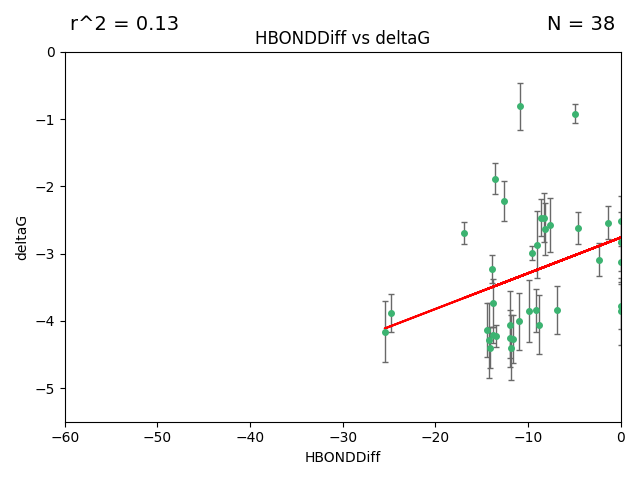 r^2 = 0.13
N = 38
HBONDDiff vs deltaG
0
−1
−2
−3
−4
−5
deltaG
−60
−50
−40
−30
−20
−10
0
HBONDDiff